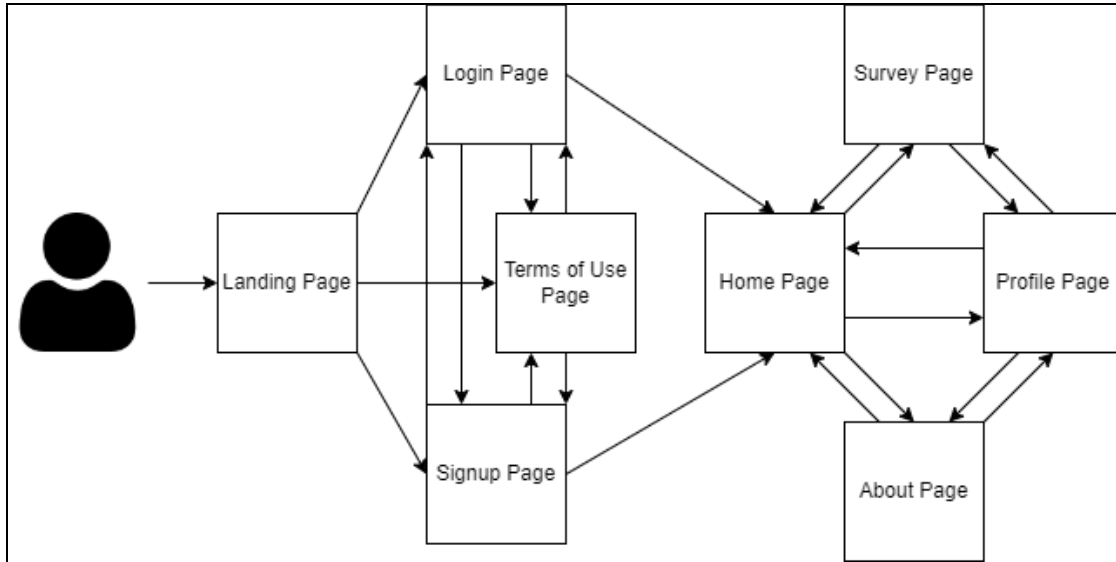 Login Page
Survey Page
Landing Page
Terms of Use
Page
Home Page
Profile Page
Signup Page
About Page